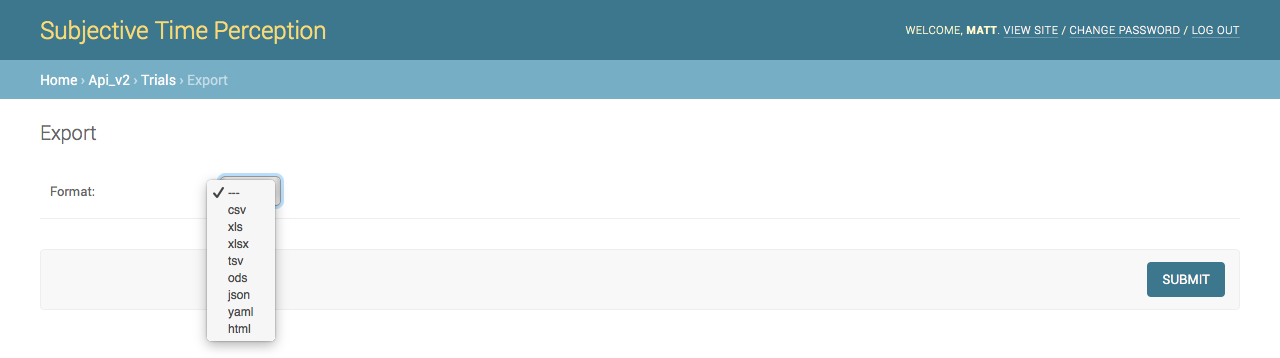 Subjective Time Perception
WELCOME, MATT. VIEW SITE / CHANGE PASSWORD / LOG OUT
Home › Api_v2 › Trials › Export
Export
Format:
✓ ---
csv
xls
xlsx
tsv
ods
json
yaml
html
SUBMIT